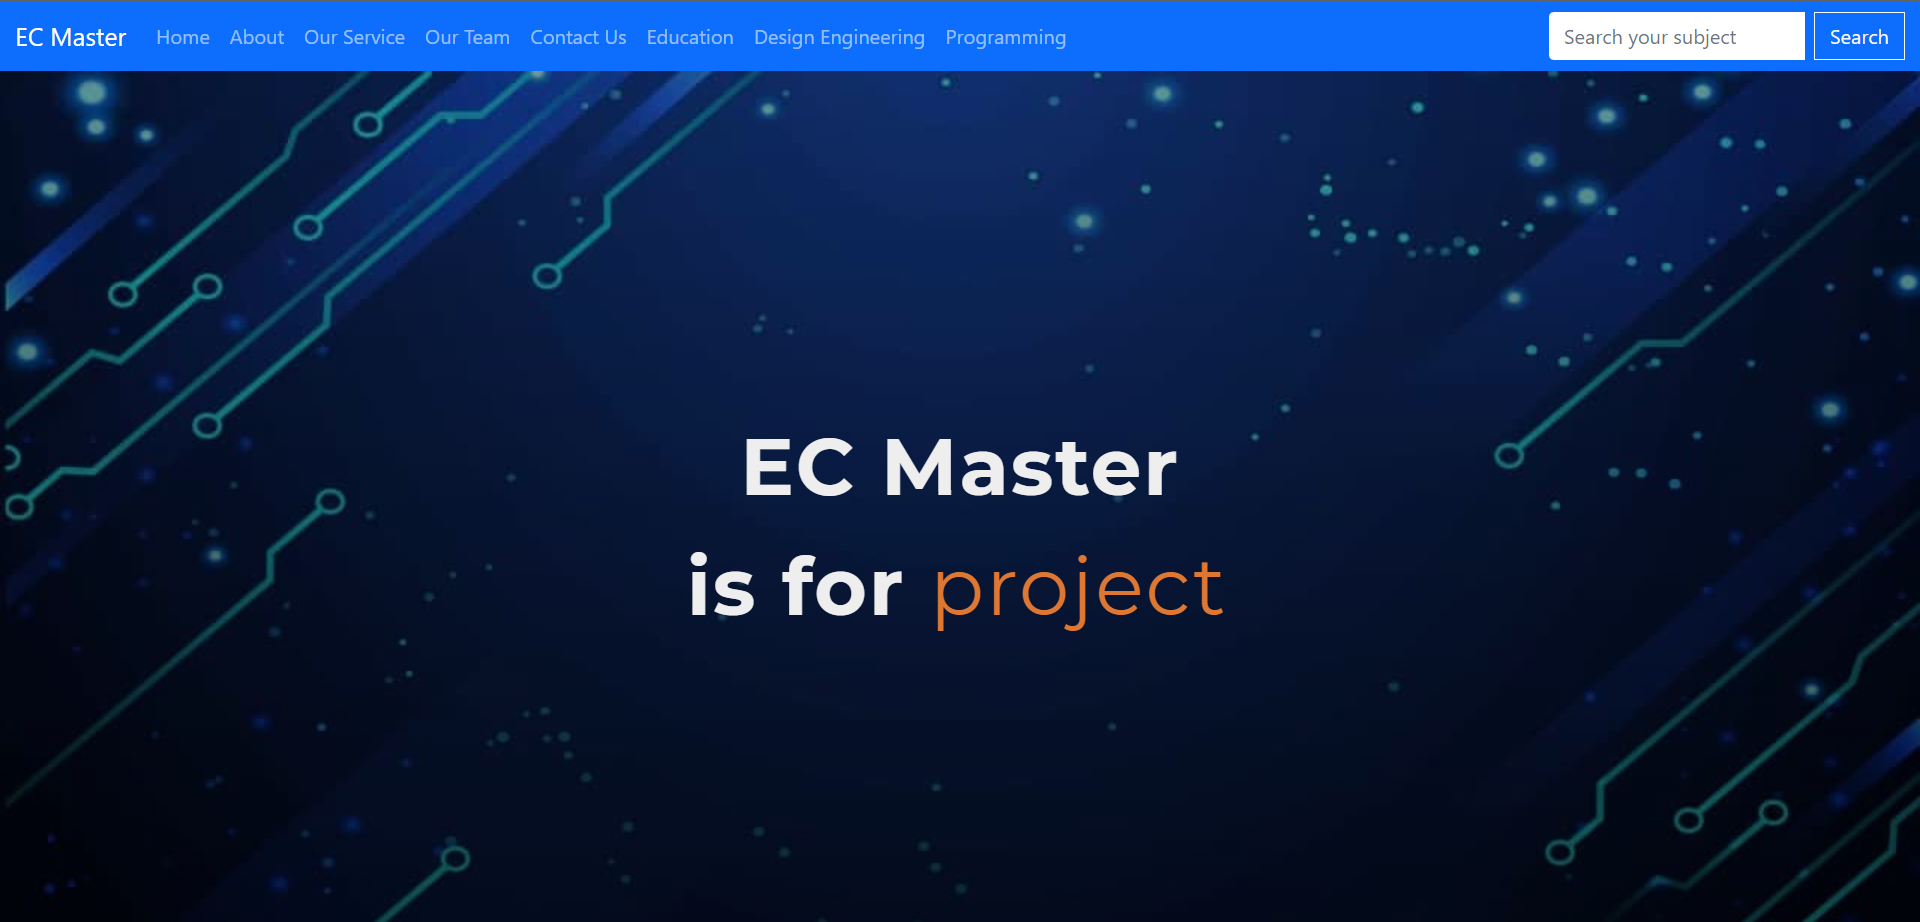 EC Master Home About Our Service Our Team Contact Us Education Design Engineering Programming Search your subject Search
EC Master
is for project